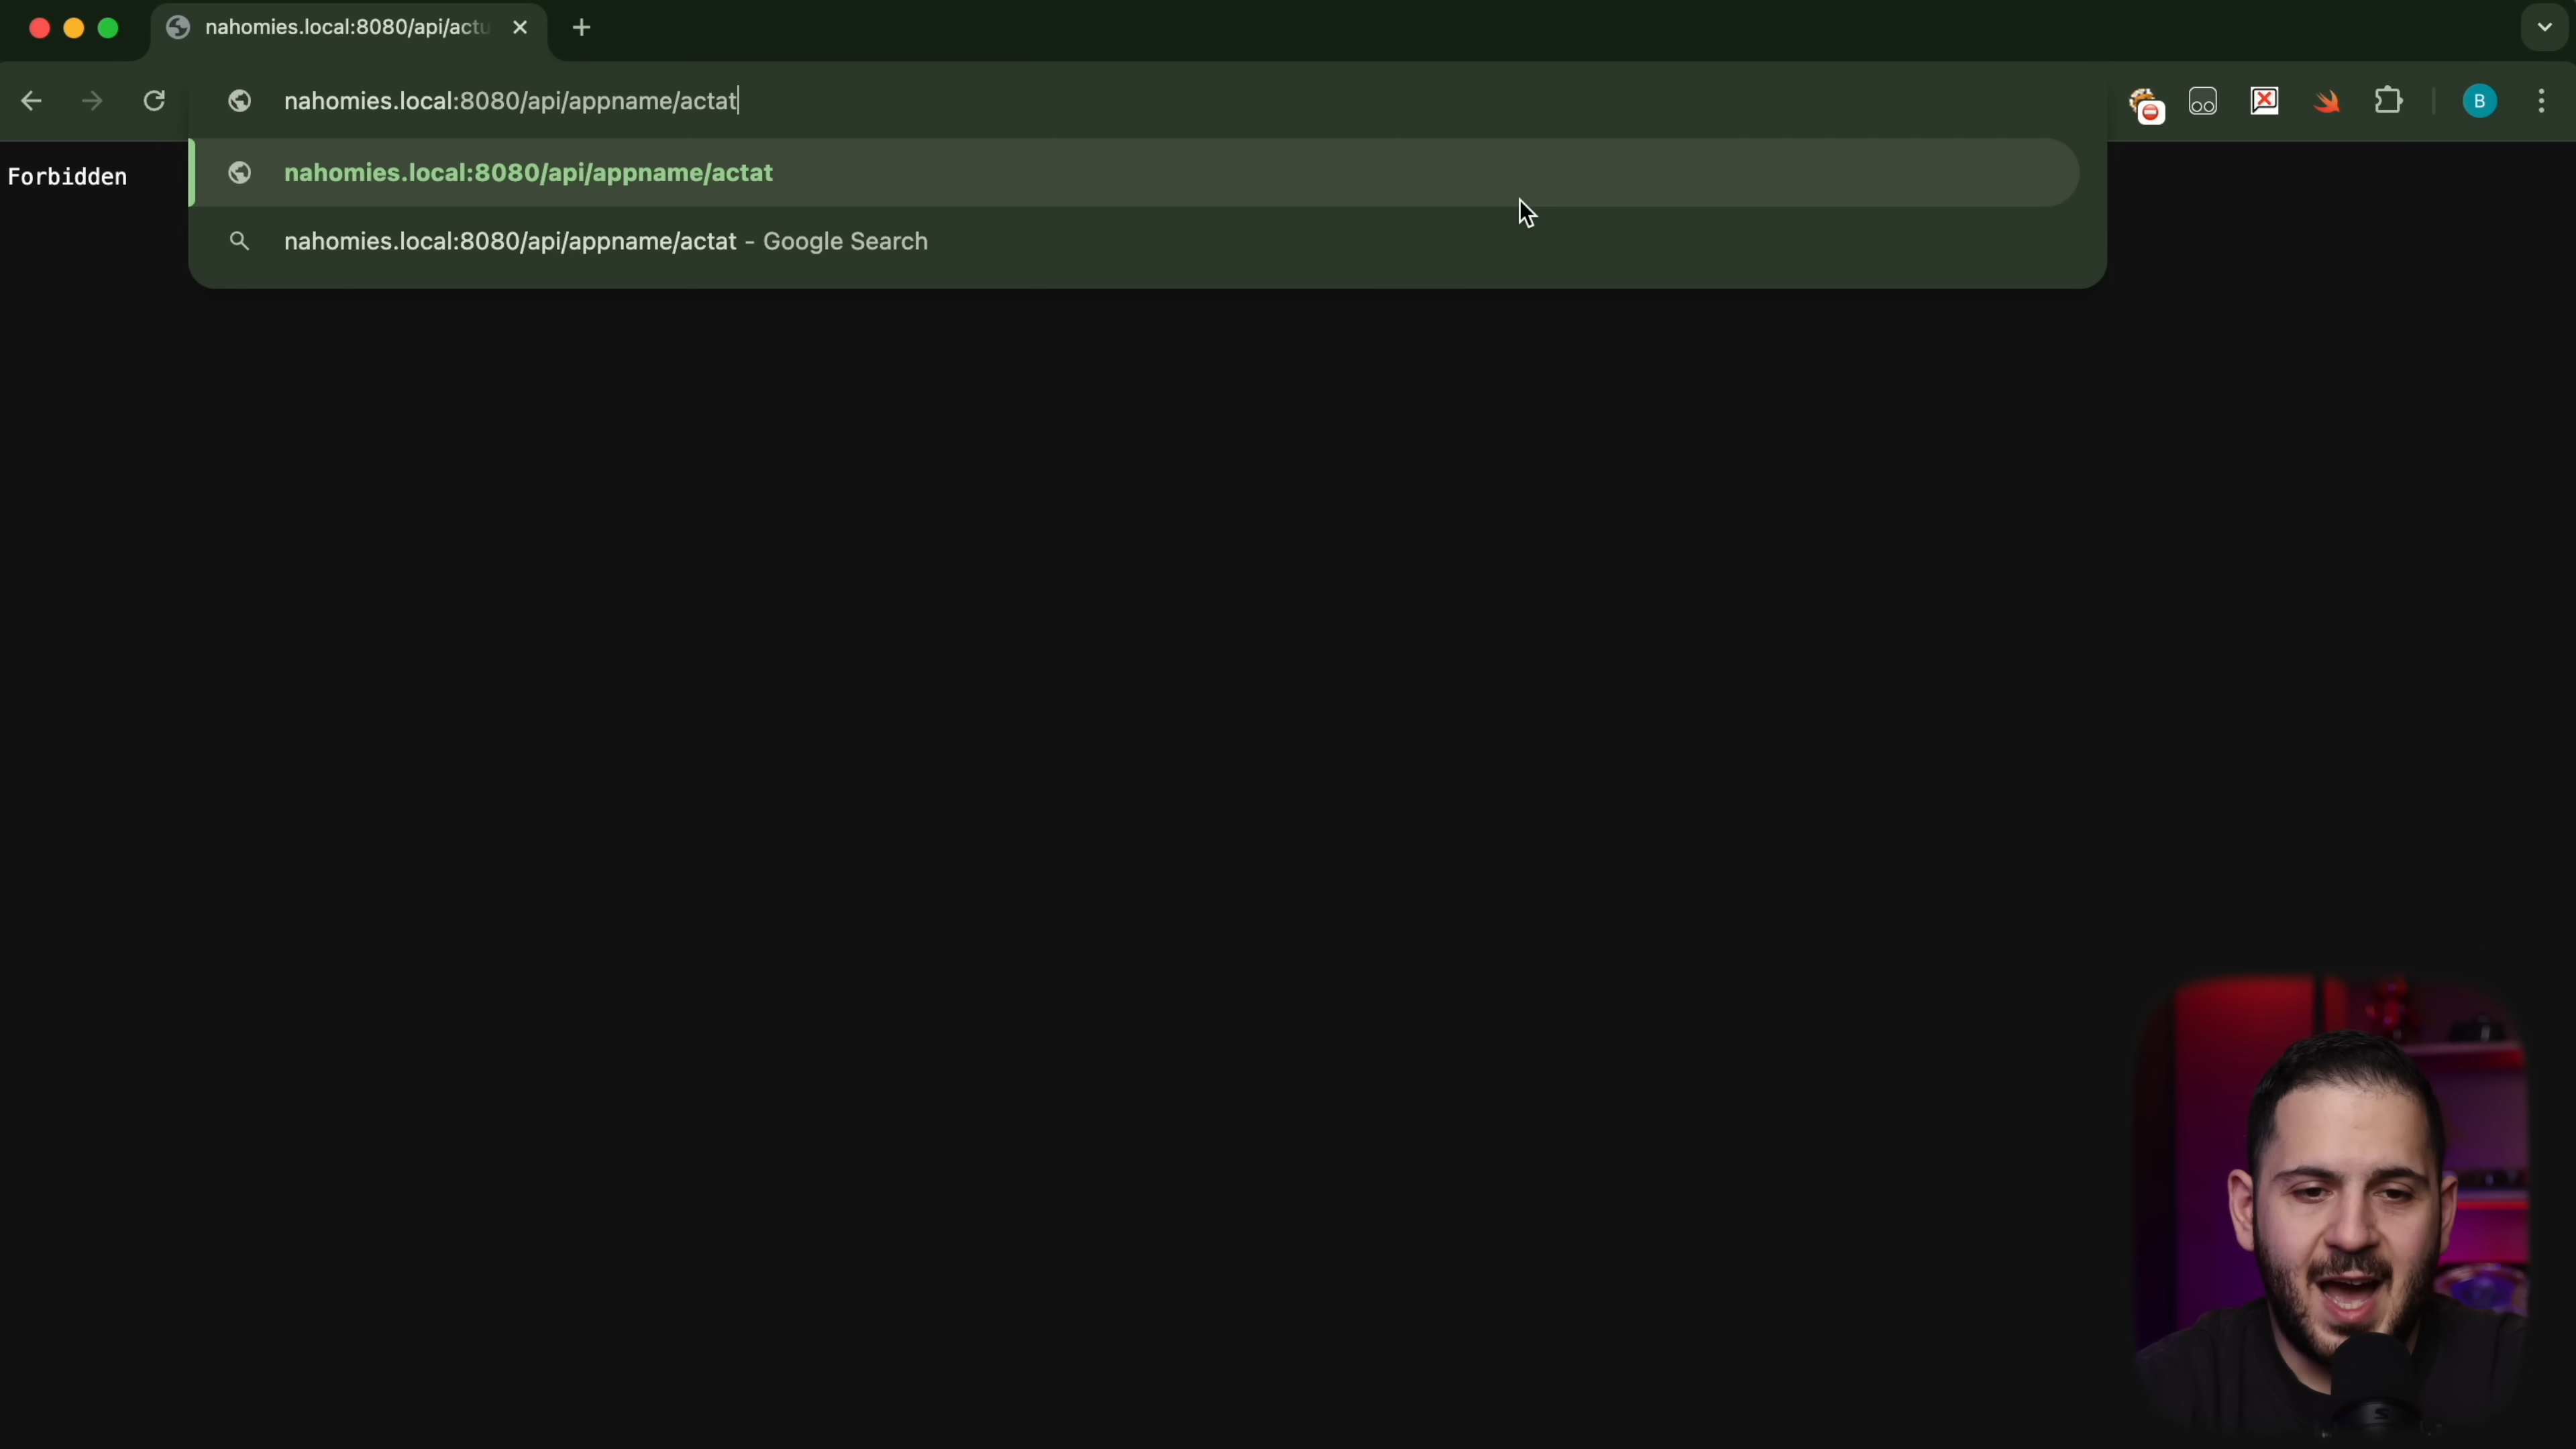 nahomies.local:8080/api/actu
nahomies.local:8080/api/appname/actat
nahomies.local:8080/api/appname/actat
nahomies.local:8080/api/appname/actat - Google Search
B
Forbidden